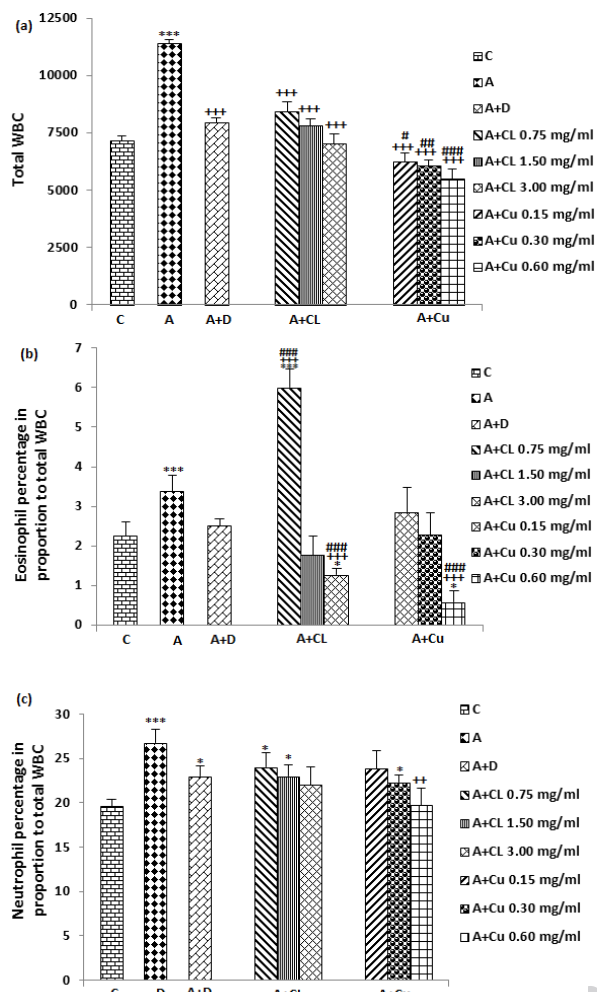 (a)
Total WBC
12500
10000
7500
5000
2500
0
***
+++
+++
+++
+++
#
+++
##
+++
###
+++
C
A
A+D
A+CL
A+Cu
C
A
A+D
A+CL 0.75 mg/ml
A+CL 1.50 mg/ml
A+CL 3.00 mg/ml
A+Cu 0.15 mg/ml
A+Cu 0.30 mg/ml
A+Cu 0.60 mg/ml
(b)
Eosinophil percentage in
proportion to total WBC
7
6
5
4
3
2
1
0
***
###
+++
***
###
+++
*
###
+++
*
C
A
A+D
A+CL
A+Cu
C
A
A+D
A+CL 0.75 mg/ml
A+CL 1.50 mg/ml
A+CL 3.00 mg/ml
A+Cu 0.15 mg/ml
A+Cu 0.30 mg/ml
A+Cu 0.60 mg/ml
(c)
Neutrophil percentage in
proportion to total WBC
30
25
20
15
10
5
0
***
*
*
*
*
++
C
D
A+D
A+CL
A+Cu
C
A
A+D
A+CL 0.75 mg/ml
A+CL 1.50 mg/ml
A+CL 3.00 mg/ml
A+Cu 0.15 mg/ml
A+Cu 0.30 mg/ml
A+Cu 0.60 mg/ml